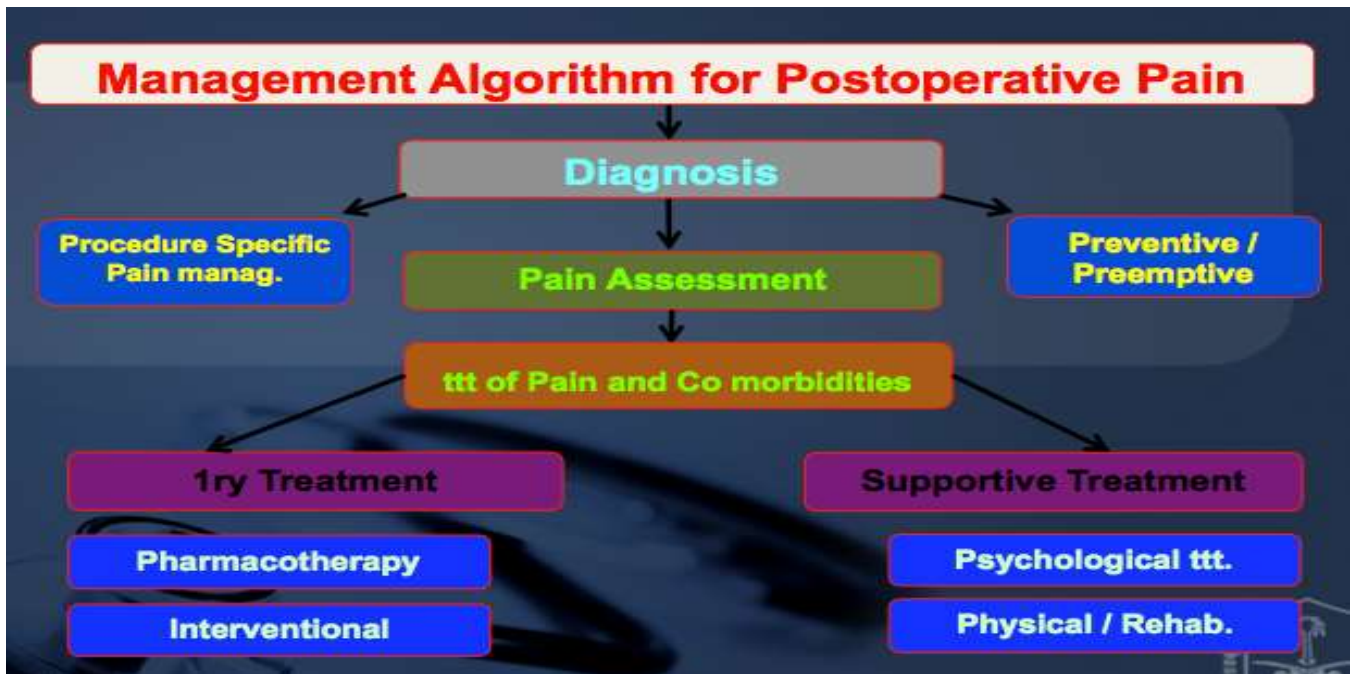 Management Algorithm for Postoperative Pain
Diagnosis
Procedure Specific
Pain manag.
Preventive /
Preemptive
Pain Assessment
ttt of Pain and Co morbidities
1ry Treatment
Supportive Treatment
Pharmacotherapy
Psychological ttt.
Interventional
Physical / Rehab.